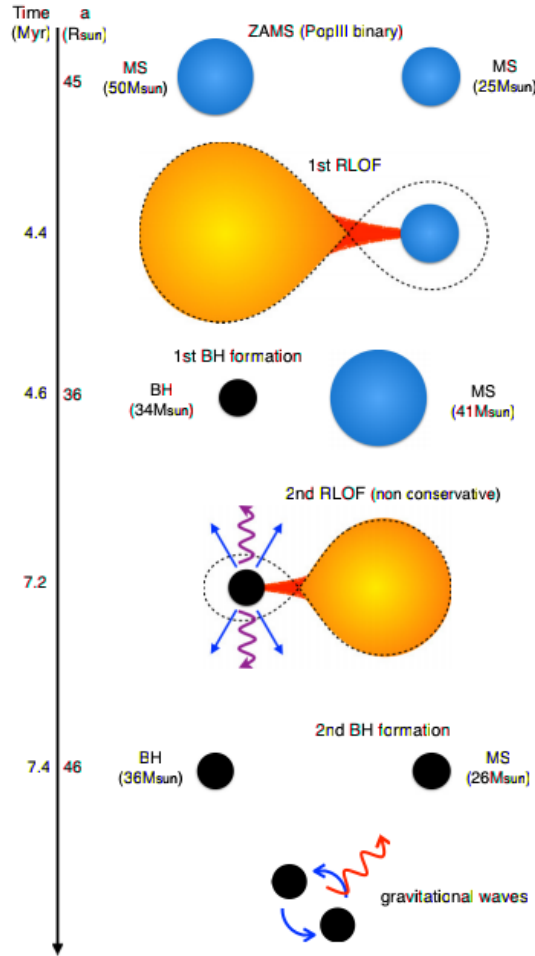 Time
(Myr)
a
(Rsun)
ZAMS (PopIII binary)
45
MS
(50Msun)
MS
(25Msun)
1st RLOF
4.4
1st BH formation
4.6
36
BH
(34Msun)
MS
(41Msun)
2nd RLOF (non conservative)
7.2
2nd BH formation
7.4
46
BH
(36Msun)
MS
(26Msun)
gravitational waves